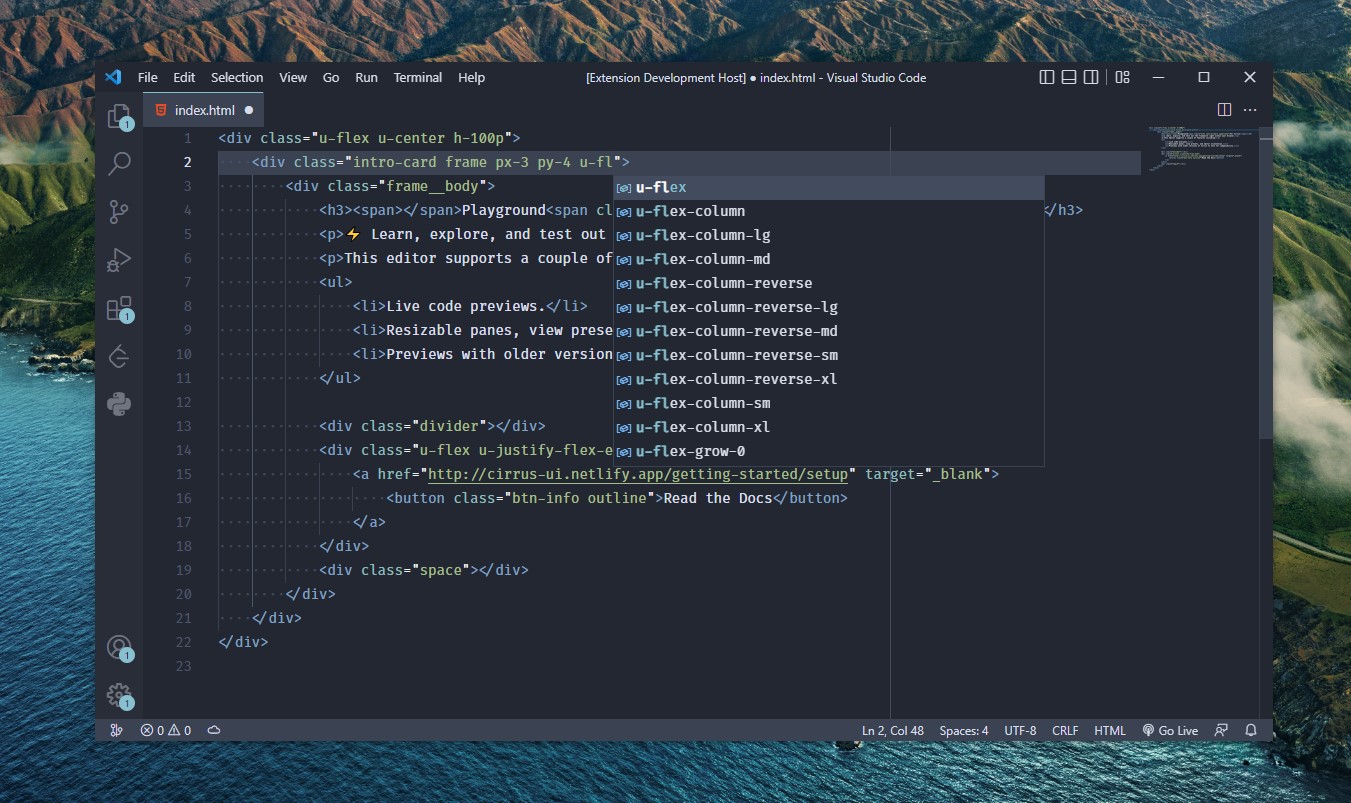 File Edit Selection View Go Run Terminal Help [Extension Development Host] ● index.html - Visual Studio Code
index.html ●
1 <div class="u-flex u-center h-100p">
2 <div class="intro-card frame px-3 py-4 u-fl">
3 <div class="frame__body">
4 <h3><span></span>Playground<span cl </h3>
5 <p>⚡ Learn, explore, and test out
6 <p>This editor supports a couple of
7 <ul>
8 <li>Live code previews.</li>
9 <li>Resizable panes, view prese
10 <li>Previews with older version
11 </ul>
12
13 <div class="divider"></div>
14 <div class="u-flex u-justify-flex-e
15 <a href="http://cirrus-ui.netlify.app/getting-started/setup" target="_blank">
16 <button class="btn-info outline">Read the Docs</button>
17 </a>
18 </div>
19 <div class="space"></div>
20 </div>
21 </div>
22 </div>
23
u-flex
u-flex-column
u-flex-column-lg
u-flex-column-md
u-flex-column-reverse
u-flex-column-reverse-lg
u-flex-column-reverse-md
u-flex-column-reverse-sm
u-flex-column-reverse-xl
u-flex-column-sm
u-flex-column-xl
u-flex-grow-0
1
1
1
1
0 0 Ln 2, Col 48 Spaces: 4 UTF-8 CRLF HTML Go Live